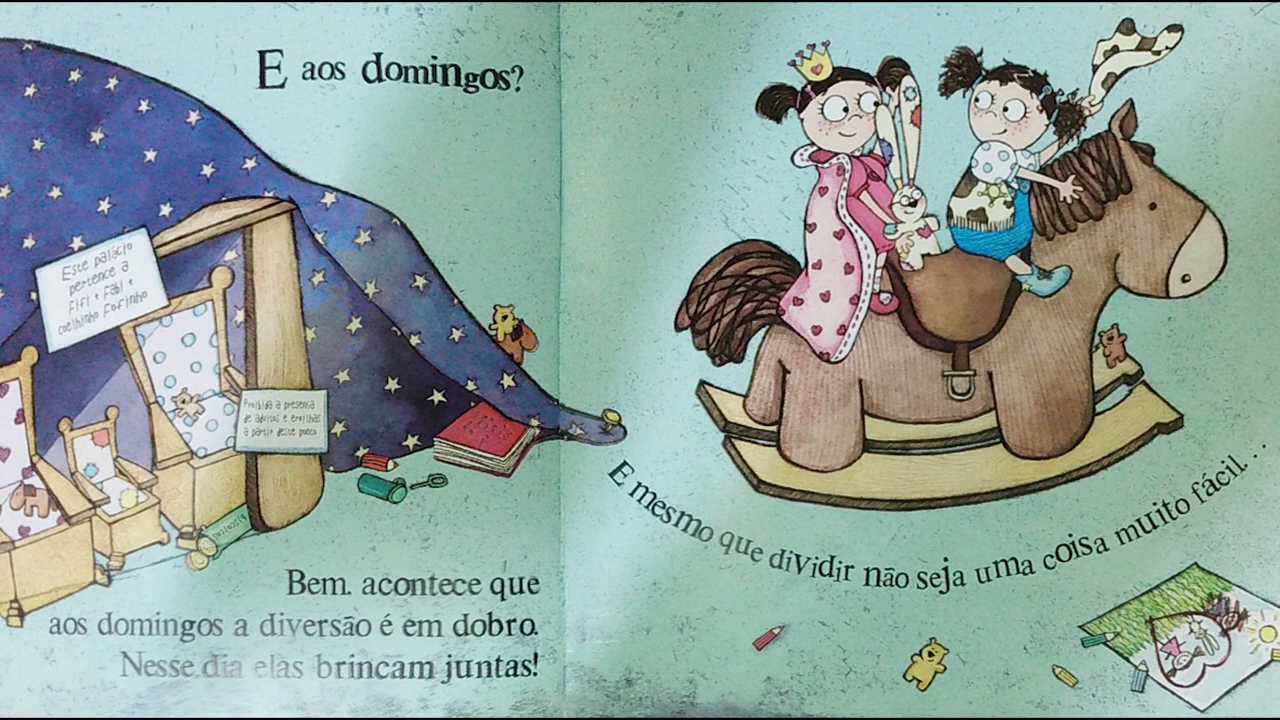 E aos domingos?
Este palácio
pertence a
Fifi + Fabi +
coelhinho Fofinho
Proibida a presença
de adultos e ervilhas
a partir deste ponto
Bem, acontece que
aos domingos a diversão é em dobro.
Nesse dia elas brincam juntas!
E mesmo que dividir não seja uma coisa muito fácil...